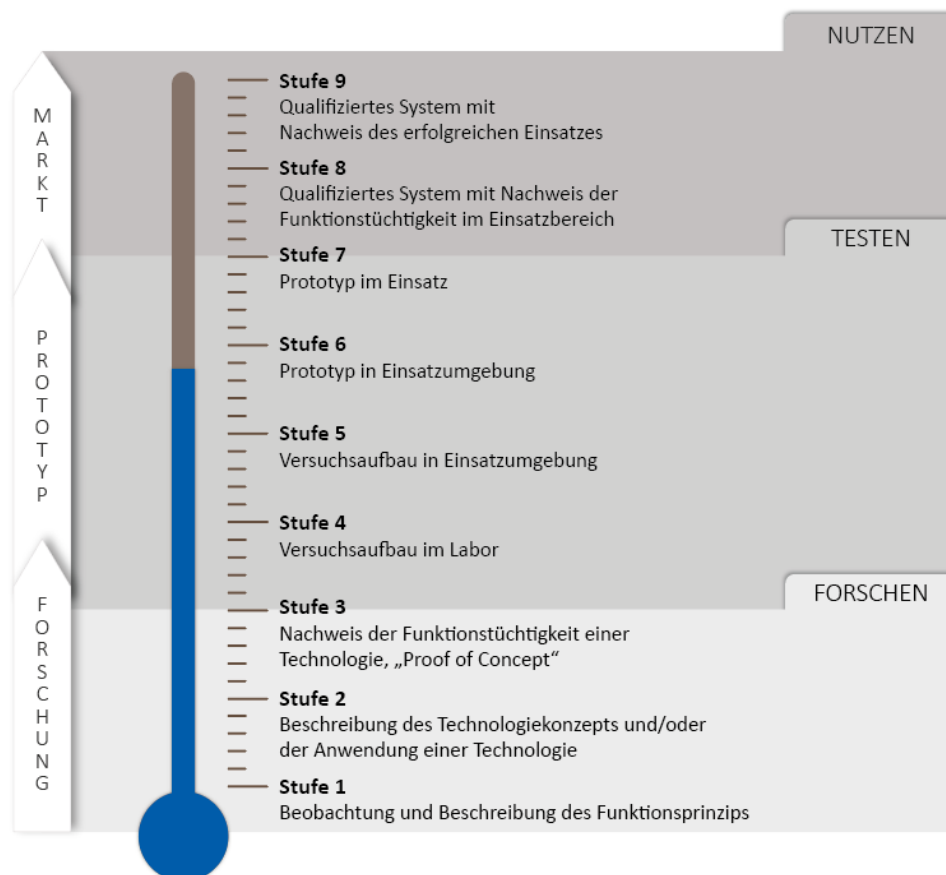 NUTZEN
Stufe 9
Qualifiziertes System mit
Nachweis des erfolgreichen Einsatzes
Stufe 8
Qualifiziertes System mit Nachweis der
Funktionstüchtigkeit im Einsatzbereich
MARKT
TESTEN
Stufe 7
Prototyp im Einsatz
Stufe 6
Prototyp in Einsatzumgebung
Stufe 5
Versuchsaufbau in Einsatzumgebung
Stufe 4
Versuchsaufbau im Labor
PROTOTYP
FORSCHEN
Stufe 3
Nachweis der Funktionstüchtigkeit einer
Technologie, „Proof of Concept“
Stufe 2
Beschreibung des Technologiekonzepts und/oder
der Anwendung einer Technologie
Stufe 1
Beobachtung und Beschreibung des Funktionsprinzips
FORSCHUNG